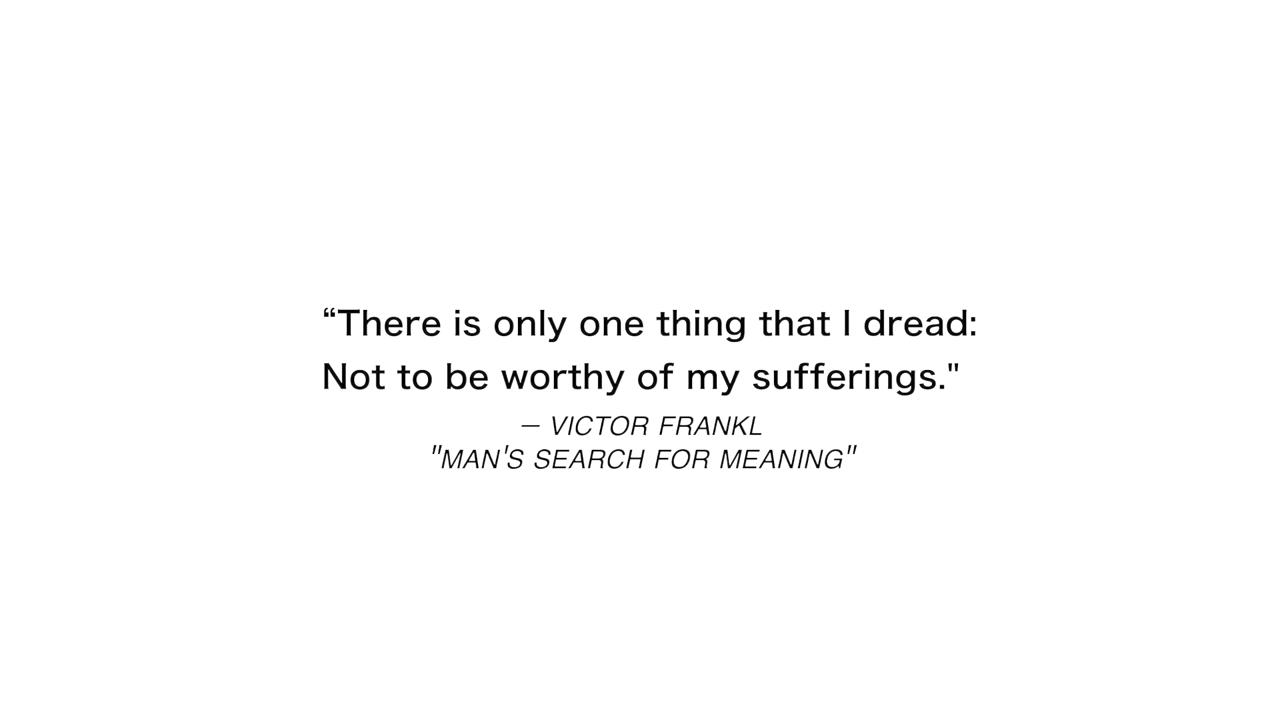 “There is only one thing that I dread:
Not to be worthy of my sufferings."
– VICTOR FRANKL
"MAN'S SEARCH FOR MEANING"